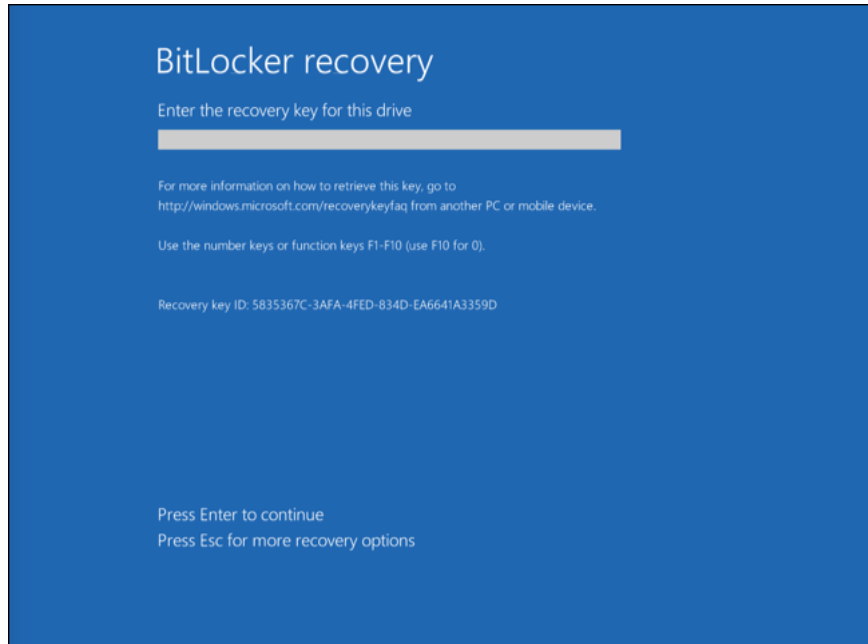 BitLocker recovery
Enter the recovery key for this drive
For more information on how to retrieve this key, go to
http://windows.microsoft.com/recoverykeyfaq from another PC or mobile device.
Use the number keys or function keys F1-F10 (use F10 for 0).
Recovery key ID: 5835367C-3AFA-4FED-834D-EA6641A3359D
Press Enter to continue
Press Esc for more recovery options